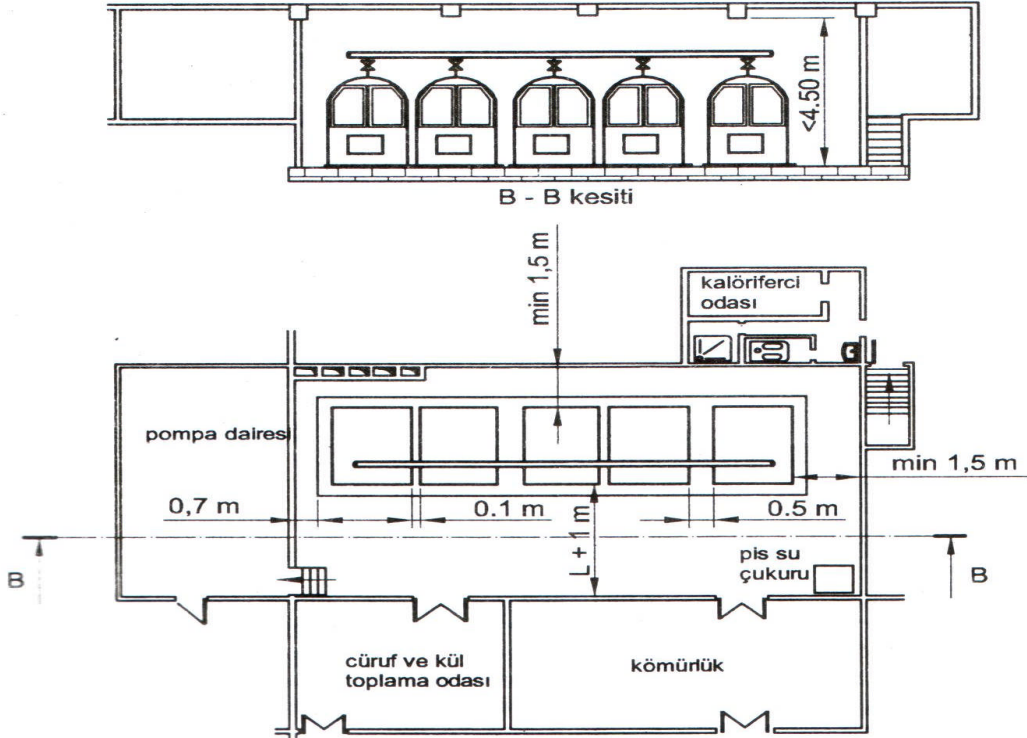 <4.50 m
B - B kesiti
min 1,5 m
kalöriferci
odası
pompa dairesi
min 1,5 m
0,7 m
0.1 m
0.5 m
L + 1 m
B
pis su
çukuru
B
cüruf ve kül
toplama odası
kömürlük